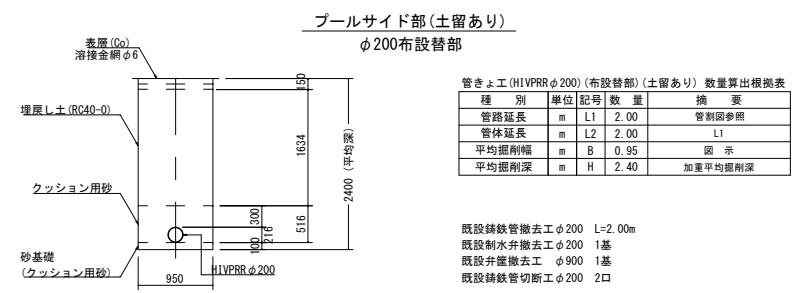 プールサイド部(土留あり)
φ200布設替部
表層(Co)
溶接金網φ6
埋戻し土(RC40-0)
クッション用砂
砂基礎
(クッション用砂)
150
1634
2400 (平均深)
300
216
516
100
HIVPRRφ200
950
管きょ工(HIVPRRφ200)(布設替部)(土留あり) 数量算出根拠表
種 別 単位 記号 数 量 摘 要
管路延長 m L1 2.00 管割図参照
管体延長 m L2 2.00 L1
平均掘削幅 m B 0.95 図 示
平均掘削深 m H 2.40 加重平均掘削深
既設鋳鉄管撤去工φ200 L=2.00m
既設制水弁撤去工φ200 1基
既設弁筐撤去工 φ900 1基
既設鋳鉄管切断工φ200 2口